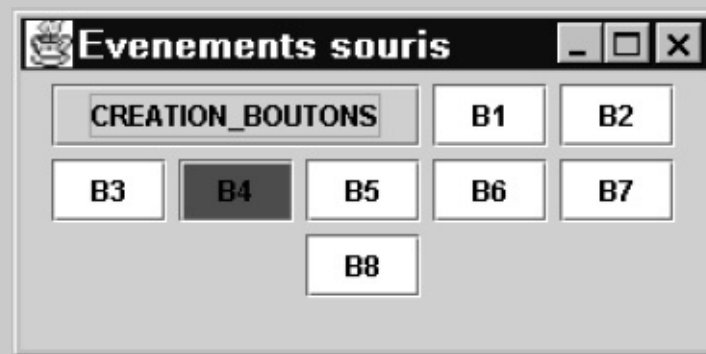 Evenements souris
CREATION_BOUTONS B1 B2
B3 B4 B5 B6 B7
B8